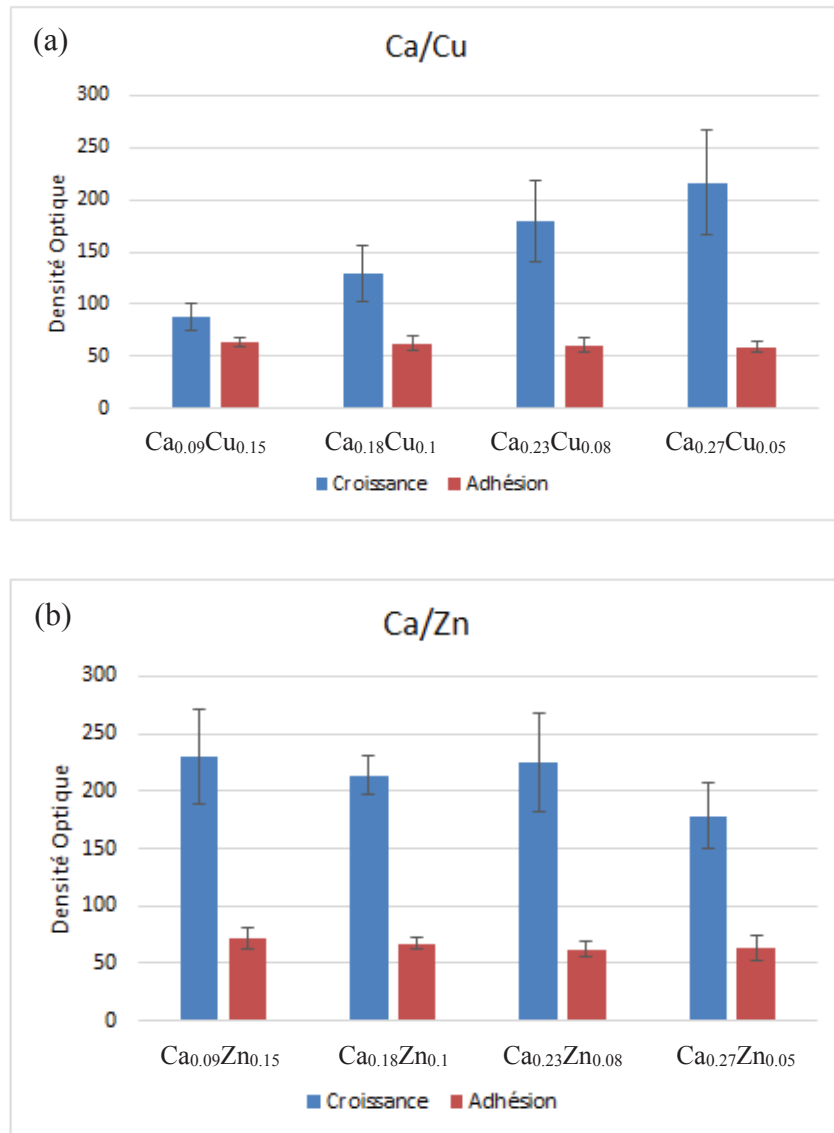 (a)
Ca/Cu
300
250
200
150
100
50
0
Densité Optique
Ca₀.₀₉Cu₀.₁₅ Ca₀.₁₈Cu₀.₁ Ca₀.₂₃Cu₀.₀₈ Ca₀.₂₇Cu₀.₀₅
Croissance Adhésion
(b)
Ca/Zn
300
250
200
150
100
50
0
Densité Optique
Ca₀.₀₉Zn₀.₁₅ Ca₀.₁₈Zn₀.₁ Ca₀.₂₃Zn₀.₀₈ Ca₀.₂₇Zn₀.₀₅
Croissance Adhésion